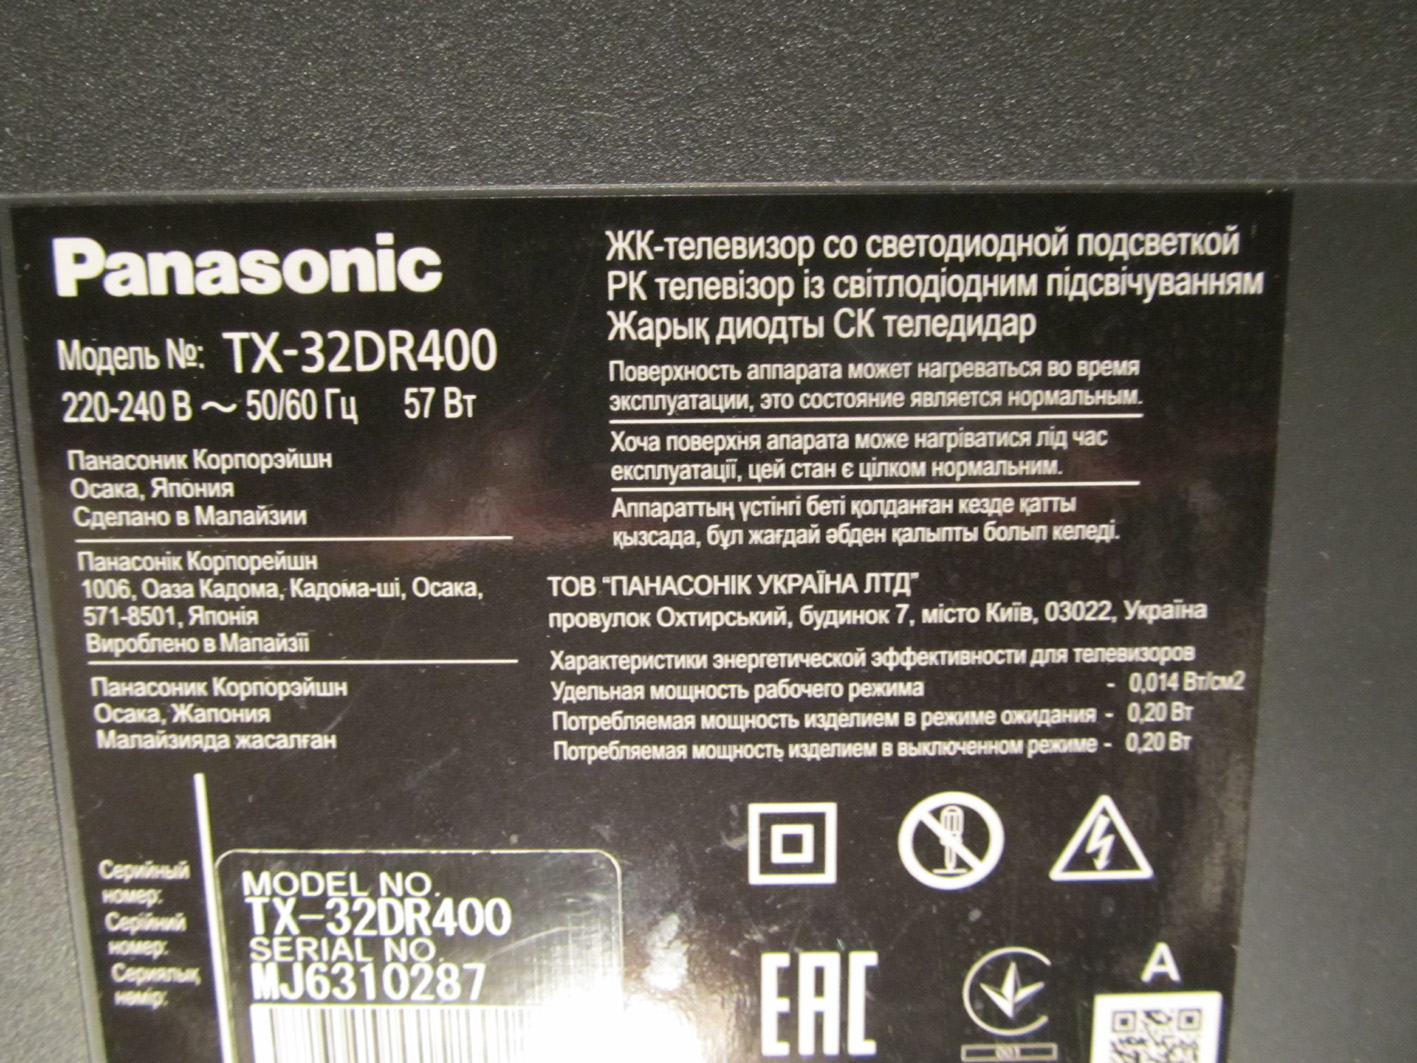 Panasonic
Модель №: TX-32DR400
220-240 В ~ 50/60 Гц 57 Вт
Панасоник Корпорэйшн
Осака, Япония
Сделано в Малайзии
Панасонік Корпорейшн
1006, Оаза Кадома, Кадома-ші, Осака,
571-8501, Японія
Вироблено в Мапайзії
Панасоник Корпорэйшн
Осака, Жапония
Малайзияда жасалған
ЖК-телевизор со светодиодной подсветкой
РК телевізор із світлодіодним підсвічуванням
Жарық диодты СК теледидар
Поверхность аппарата может нагреваться во время
эксплуатации, это состояние является нормальным.
Хоча поверхня апарата може нагріватися лід час
експлуатації, цей стан є цілком нормальним.
Аппараттың үстінгі беті қолданған кезде қатты
қызсада, бұл жағдай әбден қалыпты болып келеді.
ТОВ "ПАНАСОНІК УКРАЇНА ЛТД"
провулок Охтирський, будинок 7, місто Київ, 03022, Україна
Характеристики энергетической эффективности для телевизоров
Удельная мощность рабочего режима - 0,014 Вт/см2
Потребляемая мощность изделием в режиме ожидания - 0,20 Вт
Потребляемая мощность изделием в выключенном режиме - 0,20 Вт
Серийный
номер:
Серійний
номер:
Сериялық
нөмір:
MODEL NO.
TX-32DR400
SERIAL NO.
MJ6310287
EAC
001
A